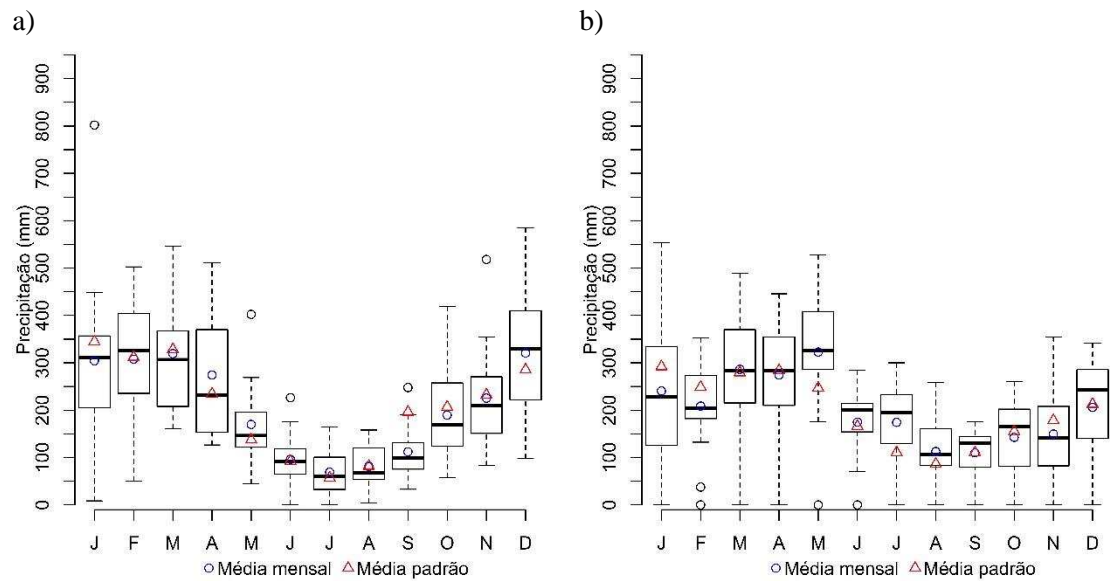 a)
b)
Precipitação (mm)
0 100 200 300 400 500 600 700 800 900
J F M A M J J A S O N D
Média mensal Média padrão
Precipitação (mm)
0 100 200 300 400 500 600 700 800 900
J F M A M J J A S O N D
Média mensal Média padrão